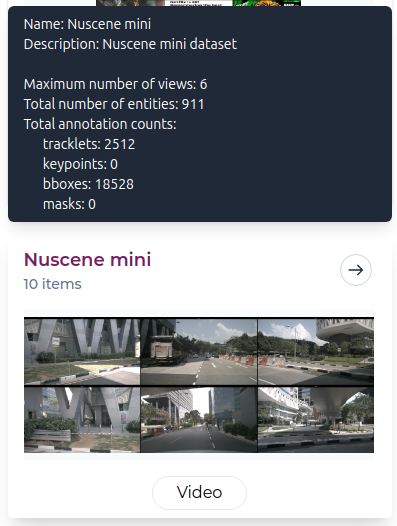 Name: Nuscene mini
Description: Nuscene mini dataset
Maximum number of views: 6
Total number of entities: 911
Total annotation counts:
tracklets: 2512
keypoints: 0
bboxes: 18528
masks: 0
Nuscene mini
10 items
Video